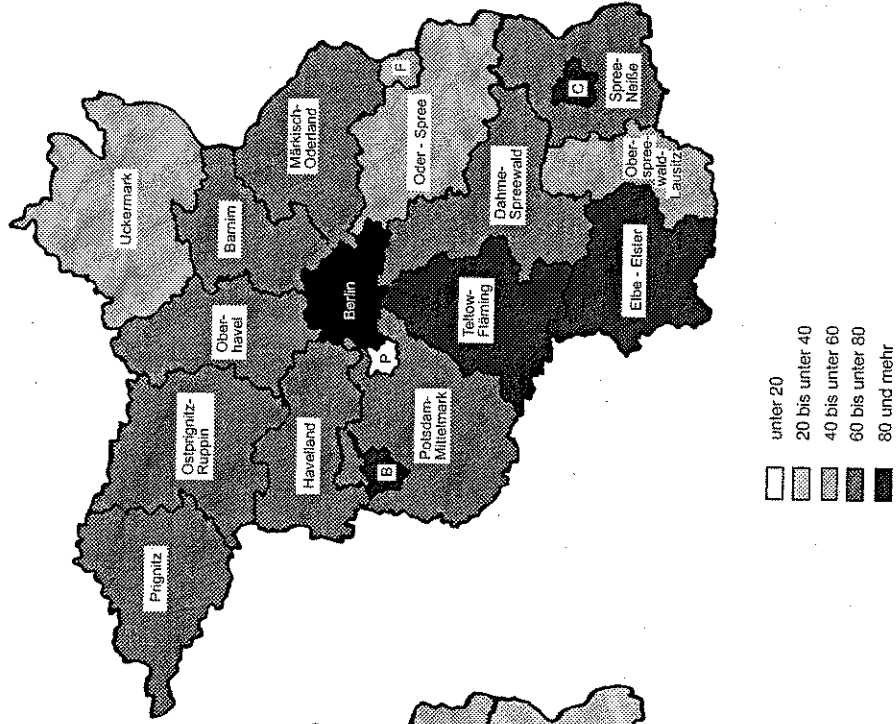 Uckermark
Prignitz
Ostprignitz-
Ruppin
Ober-
havel
Barnim
Märkisch-
Oderland
Havelland
Berlin
B
P
Potsdam-
Mittelmark
Teltow-
Fläming
Oder - Spree
F
Dahme-
Spreewald
Elbe - Elster
Ober-
spree-
wald-
Lausitz
C
Spree-
Neiße
unter 20
20 bis unter 40
40 bis unter 60
60 bis unter 80
80 und mehr